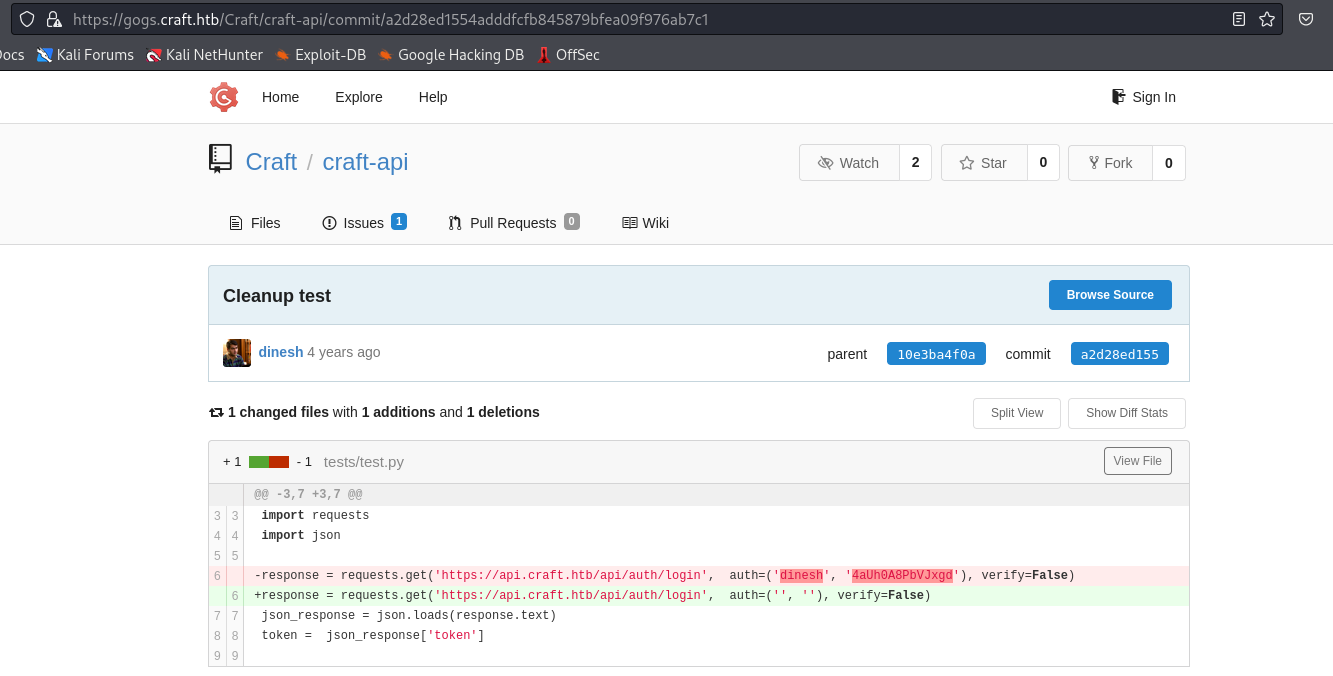 https://gogs.craft.htb/Craft/craft-api/commit/a2d28ed1554adddfcfb845879bfea09f976ab7c1
Docs Kali Forums Kali NetHunter Exploit-DB Google Hacking DB OffSec
Home Explore Help Sign In
Craft / craft-api Watch 2 Star 0 Fork 0
Files Issues 1 Pull Requests 0 Wiki
Cleanup test Browse Source
dinesh 4 years ago parent 10e3ba4f0a commit a2d28ed155
1 changed files with 1 additions and 1 deletions Split View Show Diff Stats
+ 1 - 1 tests/test.py View File
@@ -3,7 +3,7 @@
3 3 import requests
4 4 import json
5 5
6 -response = requests.get('https://api.craft.htb/api/auth/login',  auth=('dinesh', '4aUh0A8PbVJxgd'), verify=False)
6 +response = requests.get('https://api.craft.htb/api/auth/login',  auth=('', ''), verify=False)
7 7 json_response = json.loads(response.text)
8 8 token =  json_response['token']
9 9